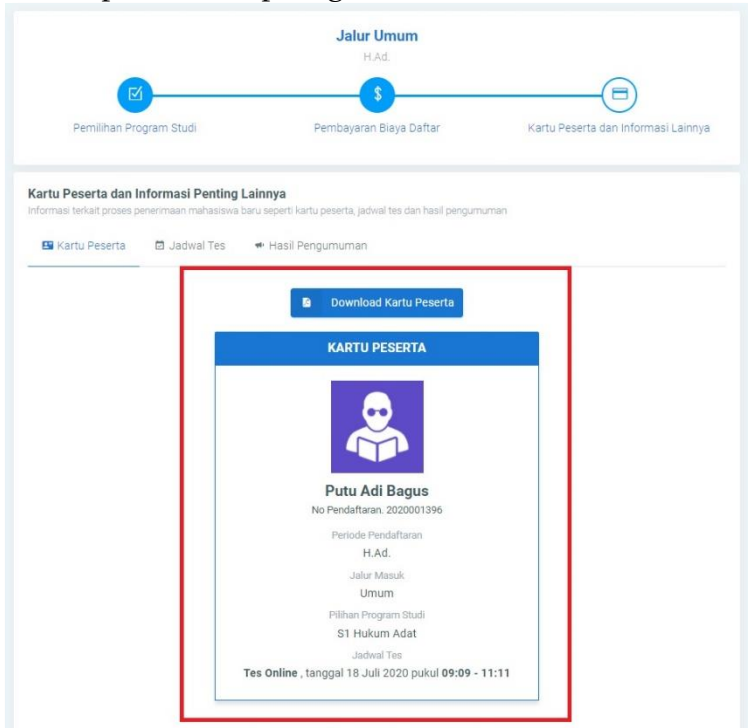 Jalur Umum
H.Ad.
Pemilihan Program Studi
Pembayaran Biaya Daftar
Kartu Peserta dan Informasi Lainnya
Kartu Peserta dan Informasi Penting Lainnya
Informasi terkait proses penerimaan mahasiswa baru seperti kartu peserta, jadwal tes dan hasil pengumuman
Kartu Peserta Jadwal Tes Hasil Pengumuman
Download Kartu Peserta
KARTU PESERTA
Putu Adi Bagus
No Pendaftaran. 2020001396
Periode Pendaftaran
H.Ad.
Jalur Masuk
Umum
Pilihan Program Studi
S1 Hukum Adat
Jadwal Tes
Tes Online , tanggal 18 Juli 2020 pukul 09:09 - 11:11